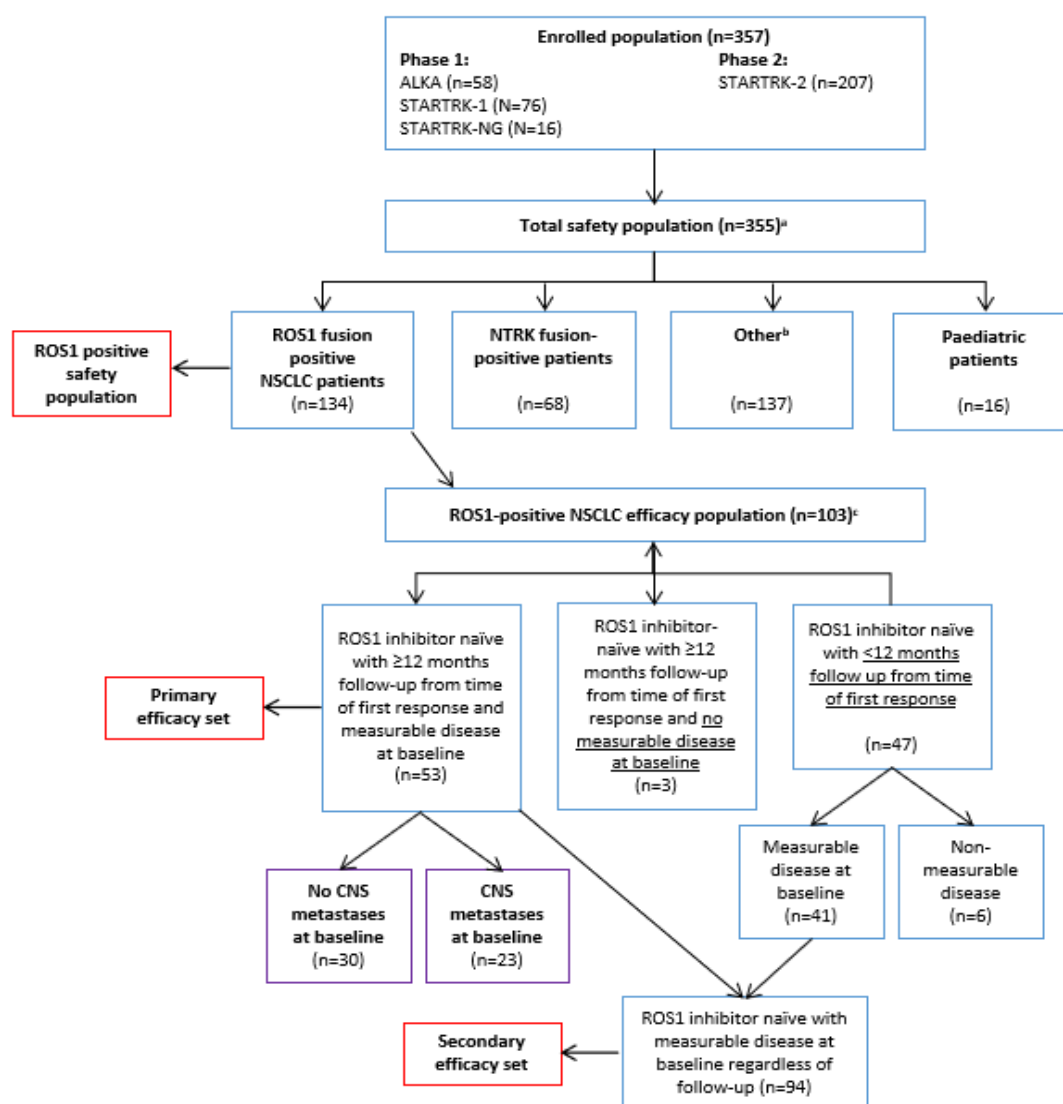 Enrolled population (n=357)
Phase 1:
Phase 2:
ALKA (n=58)
STARTRK-2 (n=207)
STARTRK-1 (N=76)
STARTRK-NG (N=16)
Total safety population (n=355)ᵃ
ROS1 positive
safety
population
ROS1 fusion
positive
NSCLC patients
(n=134)
NTRK fusion-
positive patients
(n=68)
Otherᵇ
(n=137)
Paediatric
patients
(n=16)
ROS1-positive NSCLC efficacy population (n=103)ᶜ
Primary
efficacy set
ROS1 inhibitor naïve
with ≥12 months
follow-up from time
of first response and
measurable disease
at baseline
(n=53)
ROS1 inhibitor-
naïve with ≥12
months follow-up
from time of first
response and no
measurable disease
at baseline
(n=3)
ROS1 inhibitor naïve
with <12 months
follow up from time
of first response
(n=47)
No CNS
metastases
at baseline
(n=30)
CNS
metastases
at baseline
(n=23)
Measurable
disease at
baseline
(n=41)
Non-
measurable
disease
(n=6)
Secondary
efficacy set
ROS1 inhibitor naïve with
measurable disease at
baseline regardless of
follow-up (n=94)